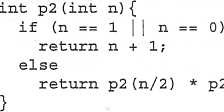 int p2(int n){
if (n == 1 || n == 0)
return n + 1;
else
return p2(n/2) * p2
}